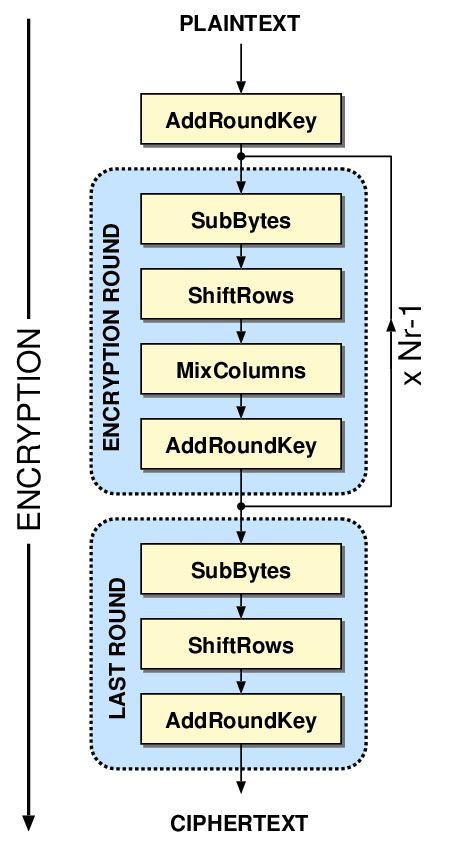 PLAINTEXT
AddRoundKey
ENCRYPTION ROUND
SubBytes
ShiftRows
MixColumns
AddRoundKey
x Nr-1
ENCRYPTION
LAST ROUND
SubBytes
ShiftRows
AddRoundKey
CIPHERTEXT